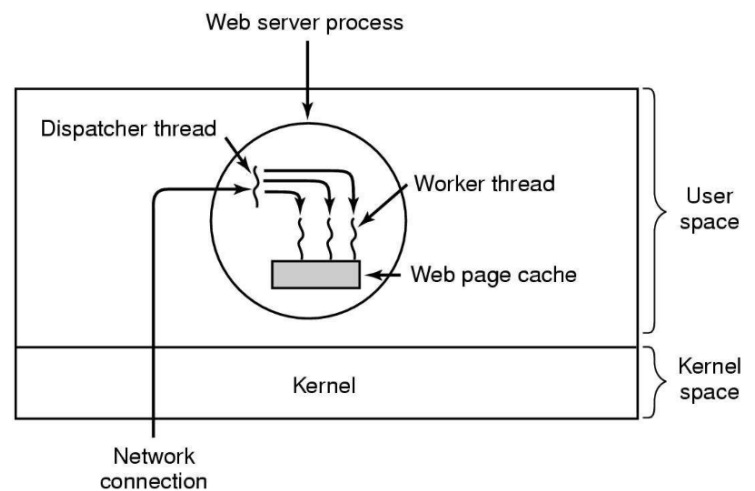 Web server process
Dispatcher thread
Worker thread
Web page cache
User
space
Kernel
Kernel
space
Network
connection